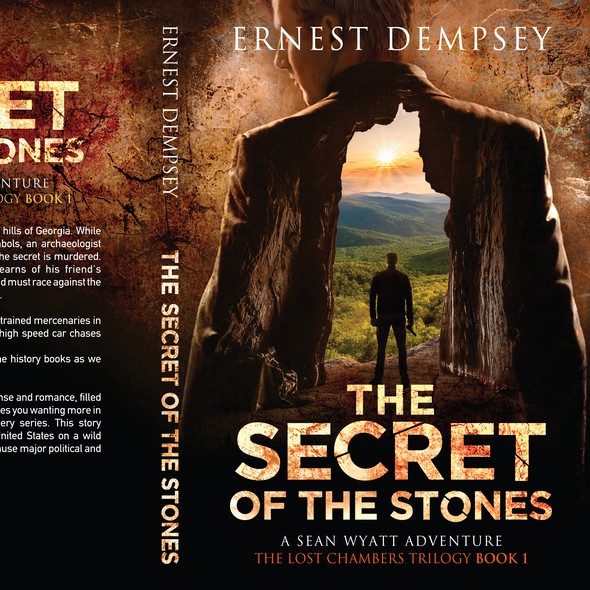 ET
ONES
NTURE
OGY BOOK 1
hills of Georgia. While
bols, an archaeologist
he secret is murdered.
earns of his friend's
d must race against the
.
trained mercenaries in
high speed car chases
e history books as we
nse and romance, filled
es you wanting more in
ery series. This story
nited States on a wild
ause major political and
ERNEST DEMPSEY
THE SECRET OF THE STONES
ERNEST DEMPSEY
THE
SECRET
OF THE STONES
A SEAN WYATT ADVENTURE
THE LOST CHAMBERS TRILOGY BOOK 1